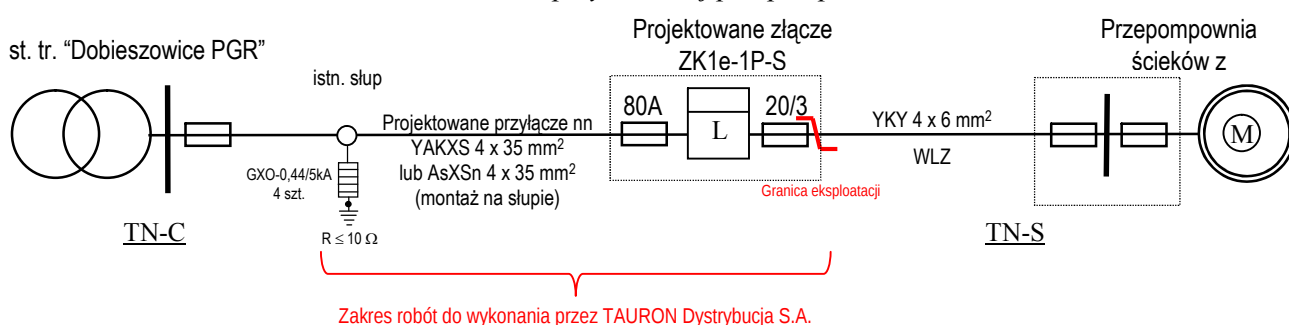 st. tr. “Dobieszowice PGR”
istn. słup
GXO-0,44/5kA
4 szt.
R ≤ 10 Ω
TN-C
Projektowane przyłącze nn
YAKXS 4 x 35 mm²
lub AsXSn 4 x 35 mm²
(montaż na słupie)
Projektowane złącze
ZK1e-1P-S
80A
L
20/3
Granica eksploatacji
YKY 4 x 6 mm²
WLZ
TN-S
Przepompownia
ścieków z
M
Zakres robót do wykonania przez TAURON Dystrybucja S.A.